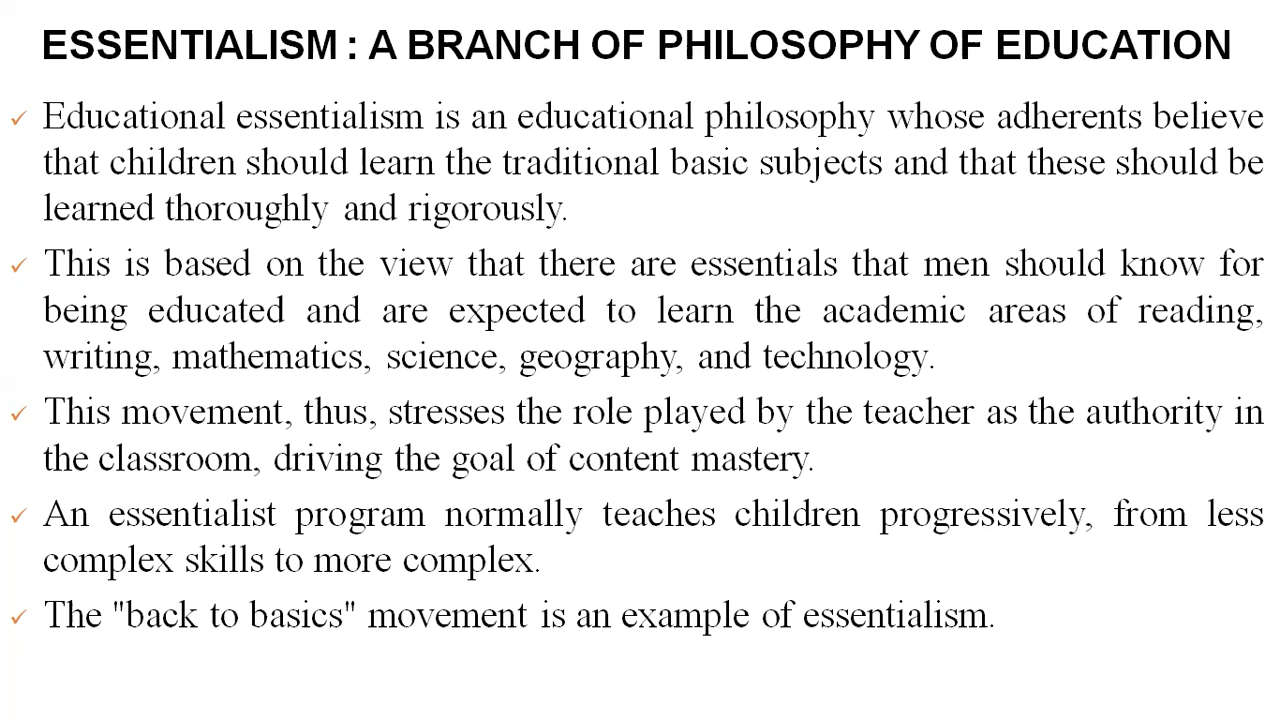 ESSENTIALISM : A BRANCH OF PHILOSOPHY OF EDUCATION
✓ Educational essentialism is an educational philosophy whose adherents believe
that children should learn the traditional basic subjects and that these should be
learned thoroughly and rigorously.
✓ This is based on the view that there are essentials that men should know for
being educated and are expected to learn the academic areas of reading,
writing, mathematics, science, geography, and technology.
✓ This movement, thus, stresses the role played by the teacher as the authority in
the classroom, driving the goal of content mastery.
✓ An essentialist program normally teaches children progressively, from less
complex skills to more complex.
✓ The "back to basics" movement is an example of essentialism.